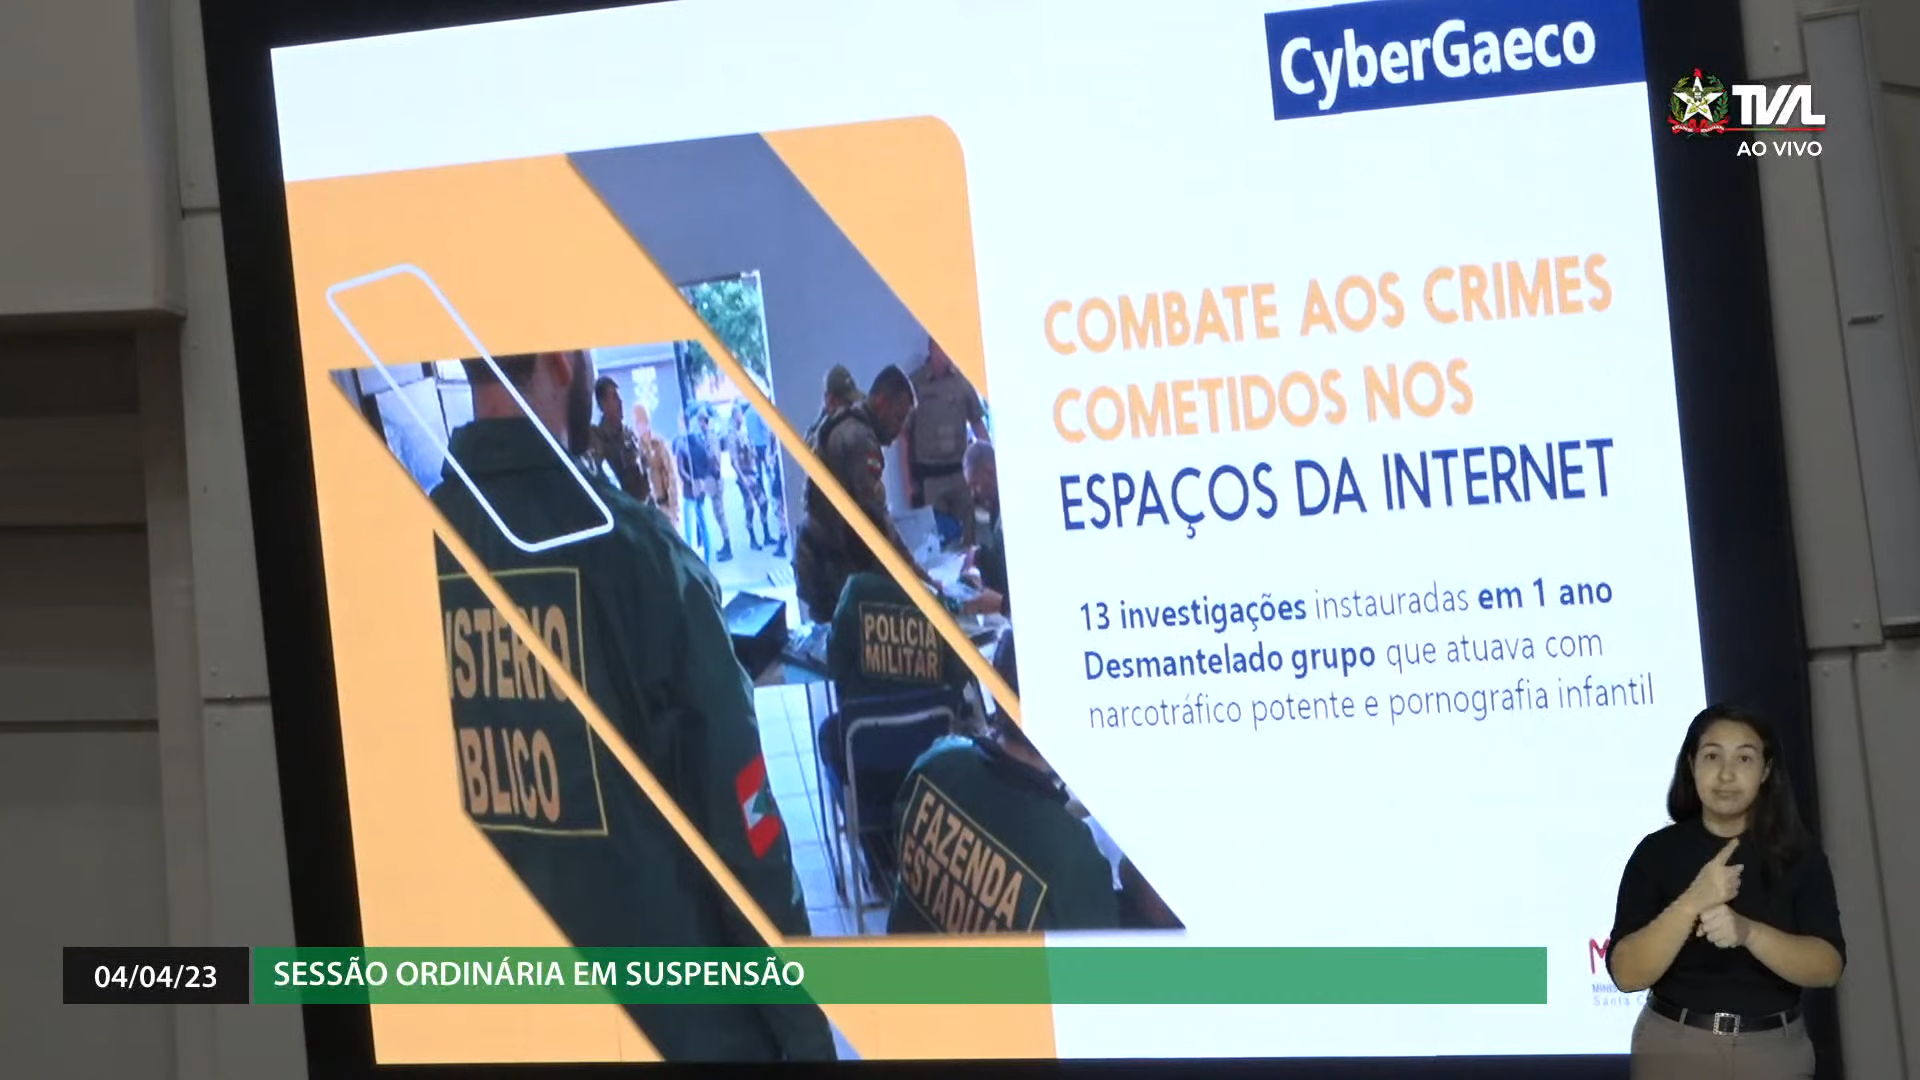 CyberGaeco
TVAL
AO VIVO
COMBATE AOS CRIMES
COMETIDOS NOS
ESPAÇOS DA INTERNET
13 investigações instauradas em 1 ano
Desmantelado grupo que atuava com
narcotráfico potente e pornografia infantil
POLÍCIA
MILITAR
ISTÉRIO
BLICO
FAZENDA
04/04/23
SESSÃO ORDINÁRIA EM SUSPENSÃO